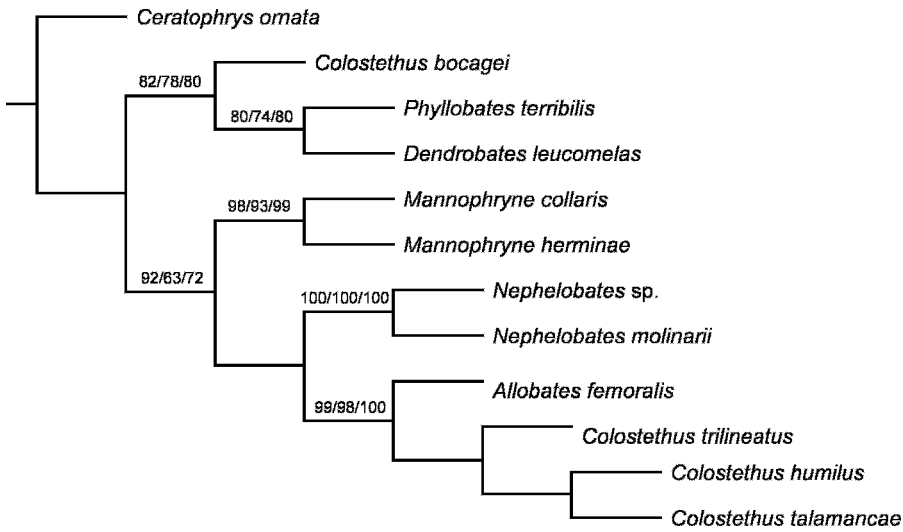 Ceratophrys ornata
Colostethus bocagei
82/78/80
Phyllobates terribilis
80/74/80
Dendrobates leucomelas
Mannophryne collaris
98/93/99
Mannophryne herminae
92/63/72
Nephelobates sp.
100/100/100
Nephelobates molinarii
Allobates femoralis
99/98/100
Colostethus trilineatus
Colostethus humilus
Colostethus talamancae